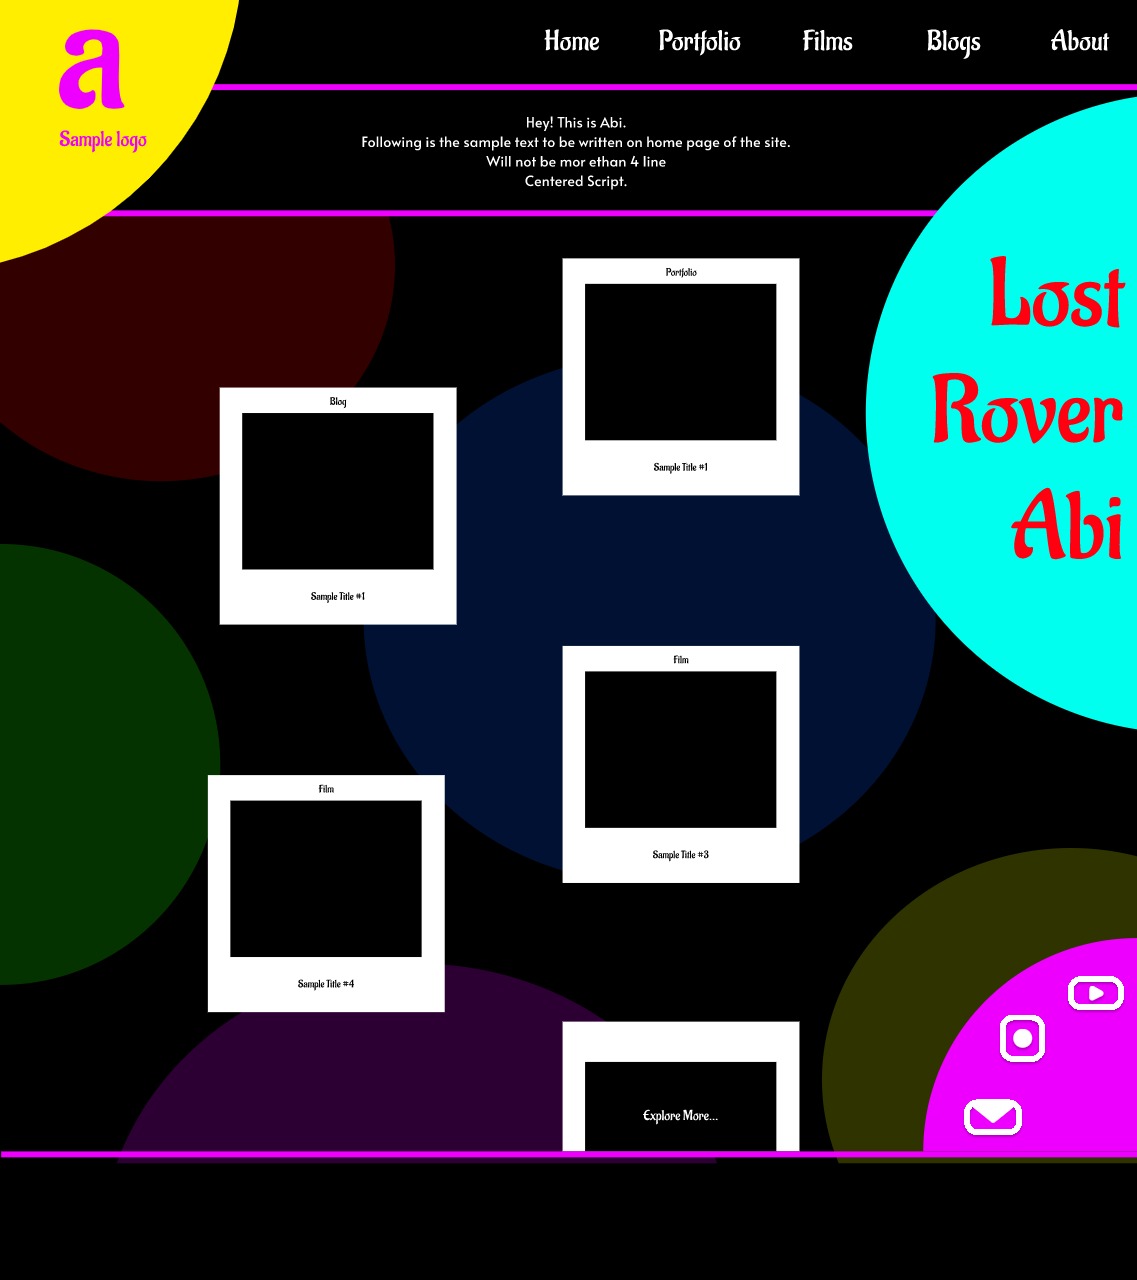 a
Sample logo
Home Portfolio Films Blogs About
Hey! This is Abi.
Following is the sample text to be written on home page of the site.
Will not be mor ethan 4 line
Centered Script.
Lost
Rover
Abi
Portfolio
Sample Title #1
Blog
Sample Title #1
Film
Sample Title #3
Film
Sample Title #4
Explore More...